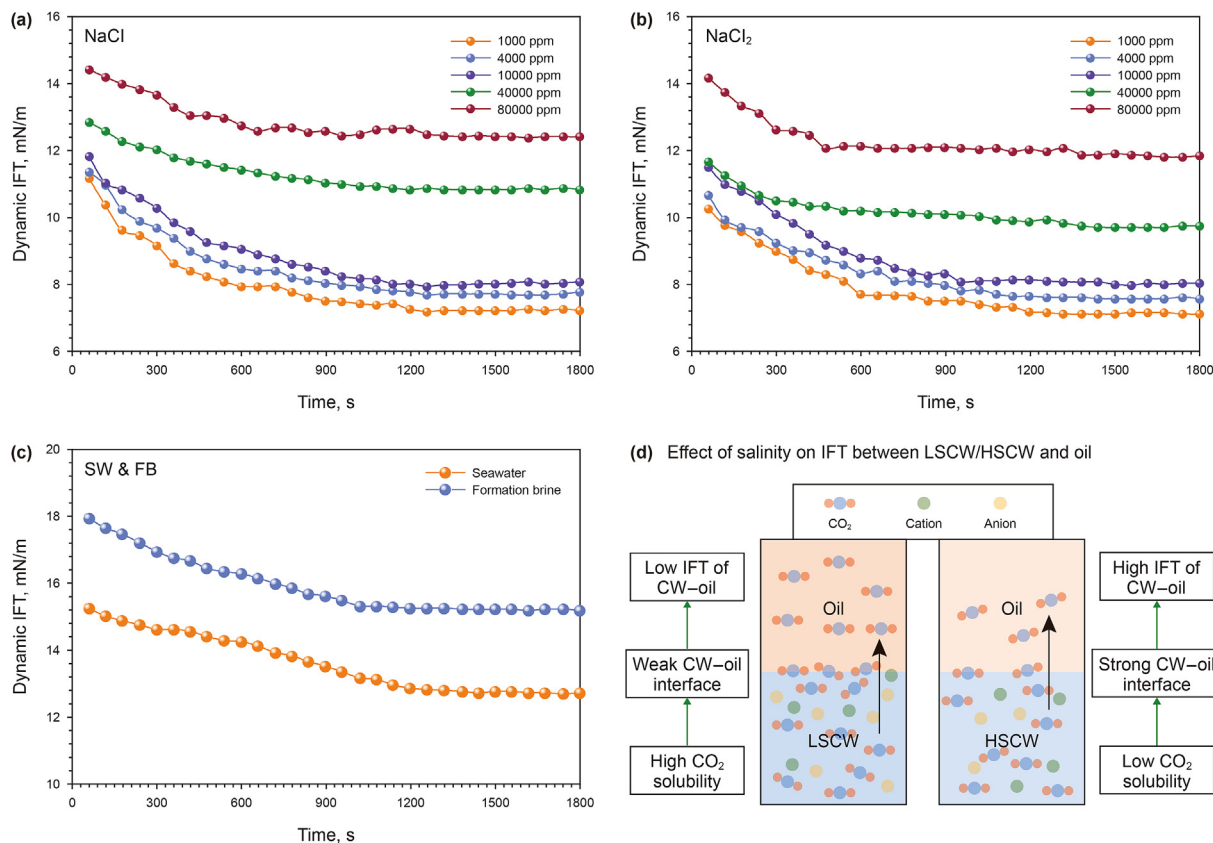 (a)
NaCl
1000 ppm
4000 ppm
10000 ppm
40000 ppm
80000 ppm
Dynamic IFT, mN/m
16
14
12
10
8
6
0
300
600
900
1200
1500
1800
Time, s
(b)
NaCl₂
1000 ppm
4000 ppm
10000 ppm
40000 ppm
80000 ppm
Dynamic IFT, mN/m
16
14
12
10
8
6
0
300
600
900
1200
1500
1800
Time, s
(c)
SW & FB
Seawater
Formation brine
Dynamic IFT, mN/m
20
18
16
14
12
10
0
300
600
900
1200
1500
1800
Time, s
(d) Effect of salinity on IFT between LSCW/HSCW and oil
CO₂
Cation
Anion
Low IFT of
CW–oil
Weak CW–oil
interface
High CO₂
solubility
Oil
LSCW
Oil
HSCW
High IFT of
CW–oil
Strong CW–oil
interface
Low CO₂
solubility